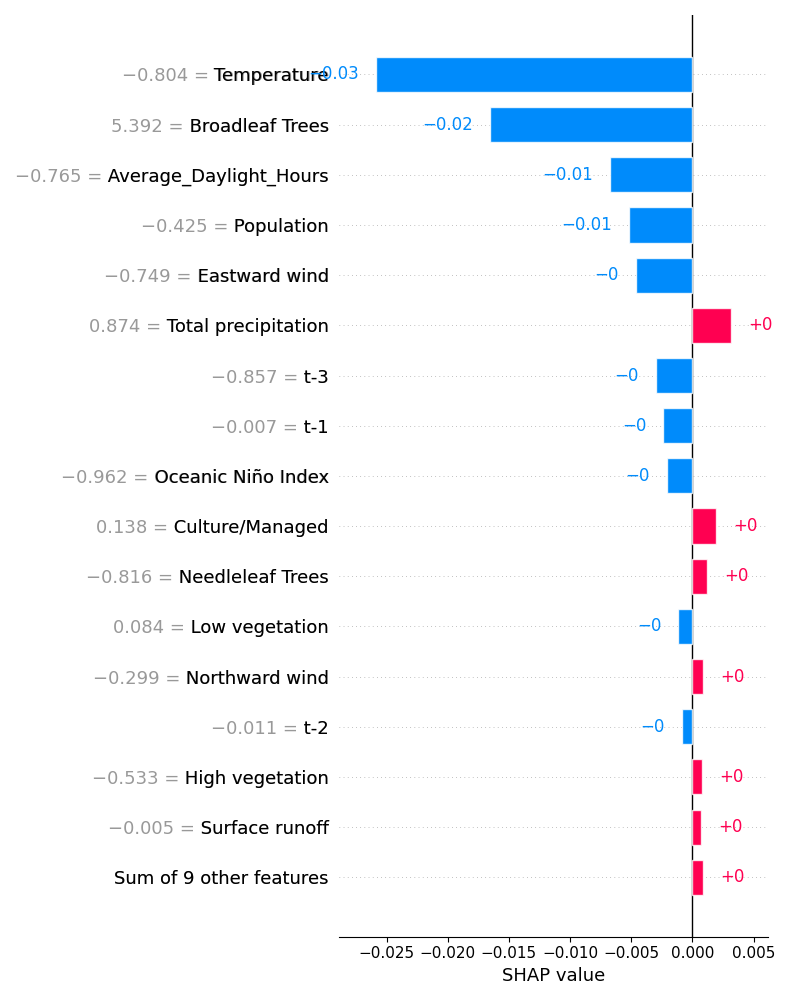 −0.804 = Temperature −0.03
5.392 = Broadleaf Trees −0.02
−0.765 = Average_Daylight_Hours −0.01
−0.425 = Population −0.01
−0.749 = Eastward wind −0
0.874 = Total precipitation +0
−0.857 = t-3 −0
−0.007 = t-1 −0
−0.962 = Oceanic Niño Index −0
0.138 = Culture/Managed +0
−0.816 = Needleleaf Trees +0
0.084 = Low vegetation −0
−0.299 = Northward wind +0
−0.011 = t-2 −0
−0.533 = High vegetation +0
−0.005 = Surface runoff +0
Sum of 9 other features +0
−0.025 −0.020 −0.015 −0.010 −0.005 0.000 0.005
SHAP value